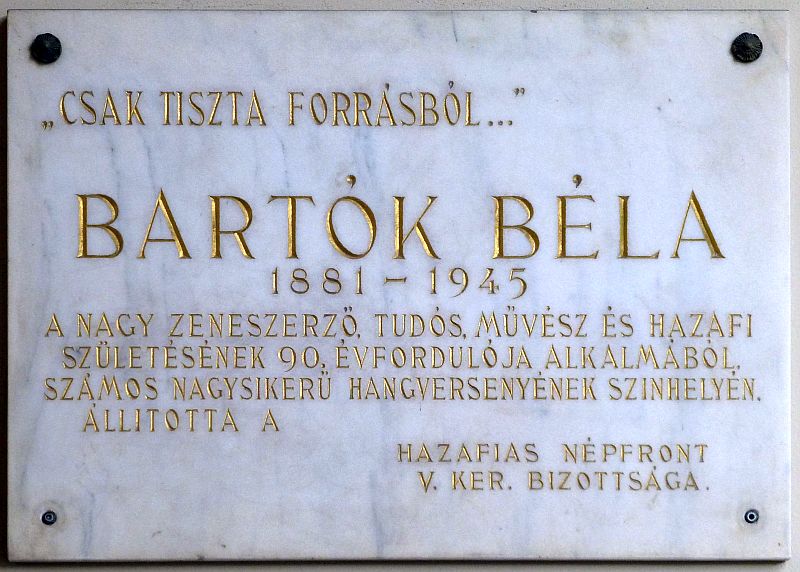 „CSAK TISZTA FORRÁSBÓL..."
BARTÓK BÉLA
1881 – 1945
A NAGY ZENESZERZŐ, TUDÓS, MŰVÉSZ ÉS HAZAFI
SZÜLETÉSÉNEK 90, ÉVFORDULÓJA ALKALMÁBÓL,
SZÁMOS NAGYSIKERŰ HANGVERSENYÉNEK SZINHELYÉN.
ÁLLITOTTA A
HAZAFIAS NÉPFRONT
V. KER. BIZOTTSÁGA.